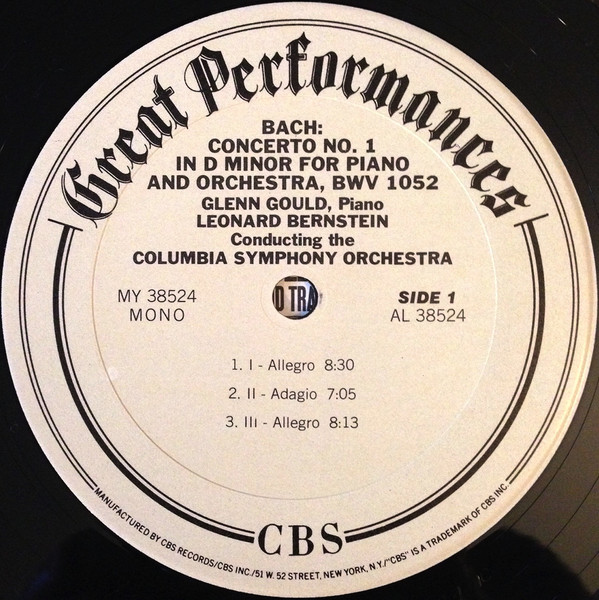 Great Performances
BACH:
CONCERTO NO. 1
IN D MINOR FOR PIANO
AND ORCHESTRA, BWV 1052
GLENN GOULD, Piano
LEONARD BERNSTEIN
Conducting the
COLUMBIA SYMPHONY ORCHESTRA
MY 38524
MONO
D TRA
SIDE 1
AL 38524
1. I - Allegro 8:30
2. II - Adagio 7:05
3. III - Allegro 8:13
CBS
MANUFACTURED BY CBS RECORDS/CBS INC./51 W. 52 STREET, NEW YORK, N.Y./"CBS" IS A TRADEMARK OF CBS INC.